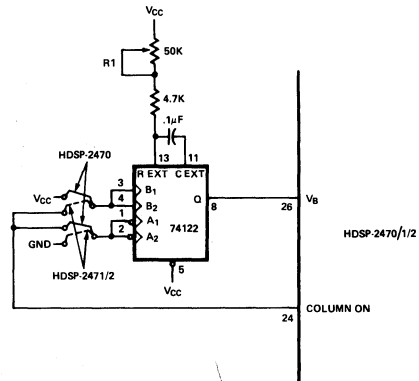 VCC
50K
R1
4.7K
.1μF
13 11
HDSP-2470
R EXT C EXT
VCC
3 B1
4 B2
1 A1
2 A2
Q
8
26
VB
74122
HDSP-2470/1/2
GND
HDSP-2471/2
5
VCC
COLUMN ON
24